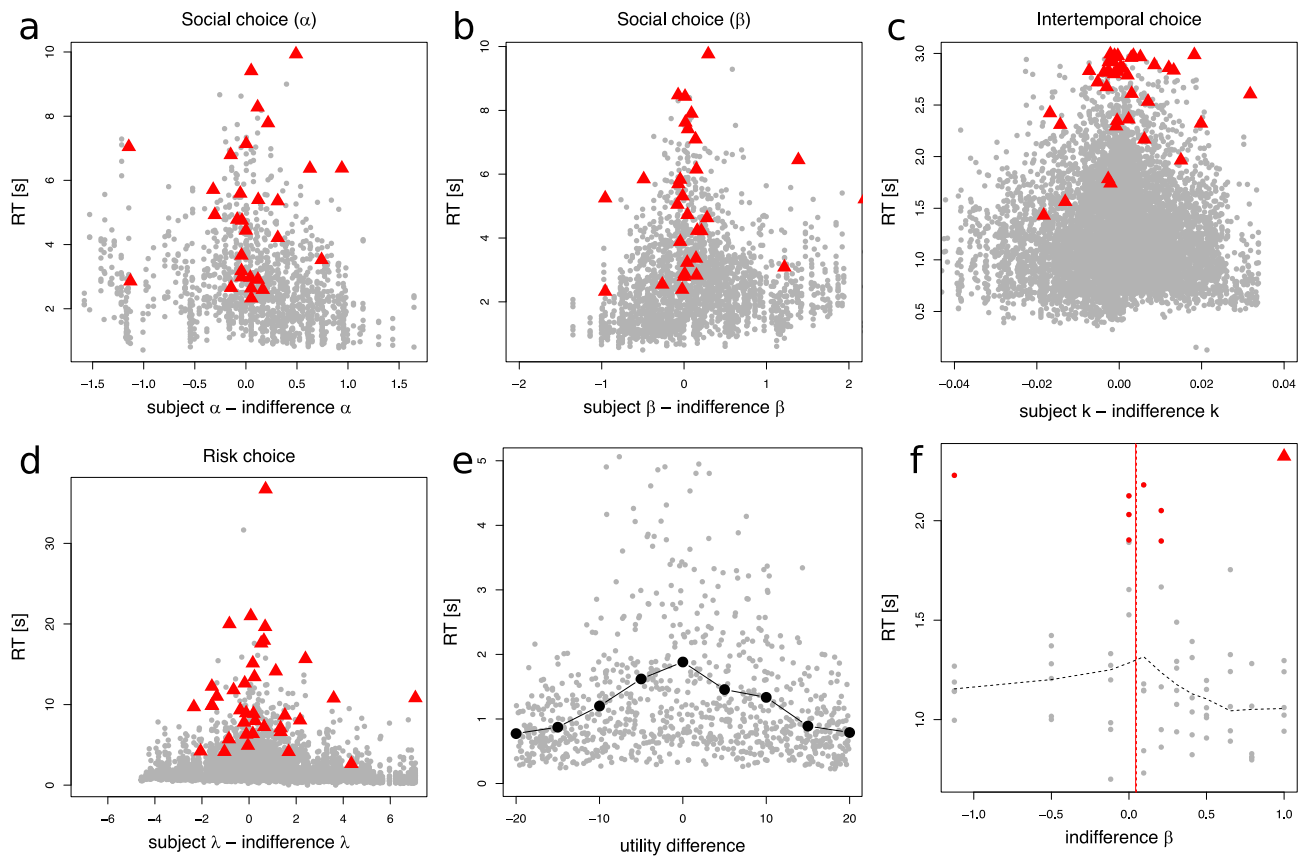 a
Social choice (α)
RT [s]
2 4 6 8 10
−1.5 −1.0 −0.5 0.0 0.5 1.0 1.5
subject α − indifference α
b
Social choice (β)
RT [s]
2 4 6 8 10
−2 −1 0 1 2
subject β − indifference β
c
Intertemporal choice
RT [s]
0.5 1.0 1.5 2.0 2.5 3.0
−0.04 −0.02 0.00 0.02 0.04
subject k − indifference k
d
Risk choice
RT [s]
0 10 20 30
−6 −4 −2 0 2 4 6
subject λ − indifference λ
e
RT [s]
0 1 2 3 4 5
−20 −10 0 10 20
utility difference
f
RT [s]
1.0 1.5 2.0
−1.0 −0.5 0.0 0.5 1.0
indifference β